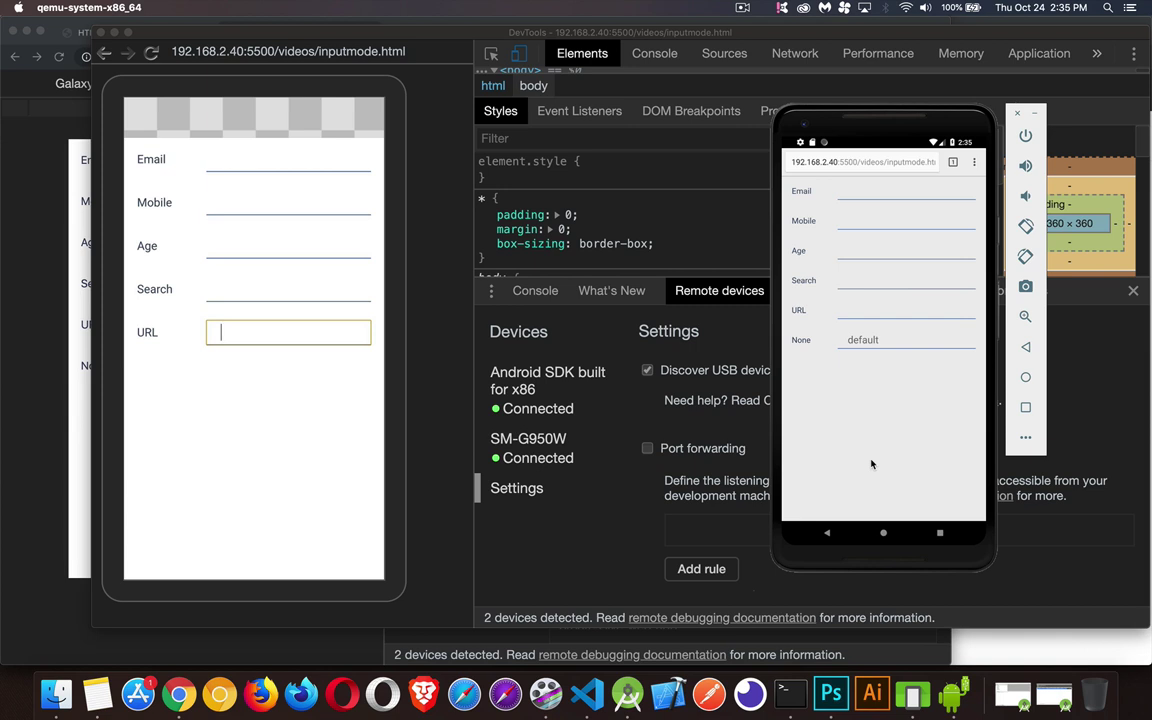 qemu-system-x86_64
100%
Thu Oct 24 2:35 PM
DevTools - 192.168.2.40:5500/videos/inputmode.html
192.168.2.40:5500/videos/inputmode.html
Elements
Console
Sources
Network
Performance
Memory
Application
html
body
Galaxy
Styles
Event Listeners
DOM Breakpoints
Filter
element.style {
}
* {
padding: 0;
margin: 0;
box-sizing: border-box;
}
360 × 360
Email
Mobile
Age
Search
URL
2:35
192.168.2.40:5500/videos/inputmode.ht
1
Email
Mobile
Age
Search
URL
None
default
Console
What's New
Remote devices
Devices
Android SDK built
for x86
Connected
SM-G950W
Connected
Settings
Settings
Discover USB devic
Need help? Read
Port forwarding
Define the listening
accessible from your
development mach
for more.
Add rule
2 devices detected. Read remote debugging documentation for more information.
2 devices detected. Read remote debugging documentation for more information.
1
Ps
Ai